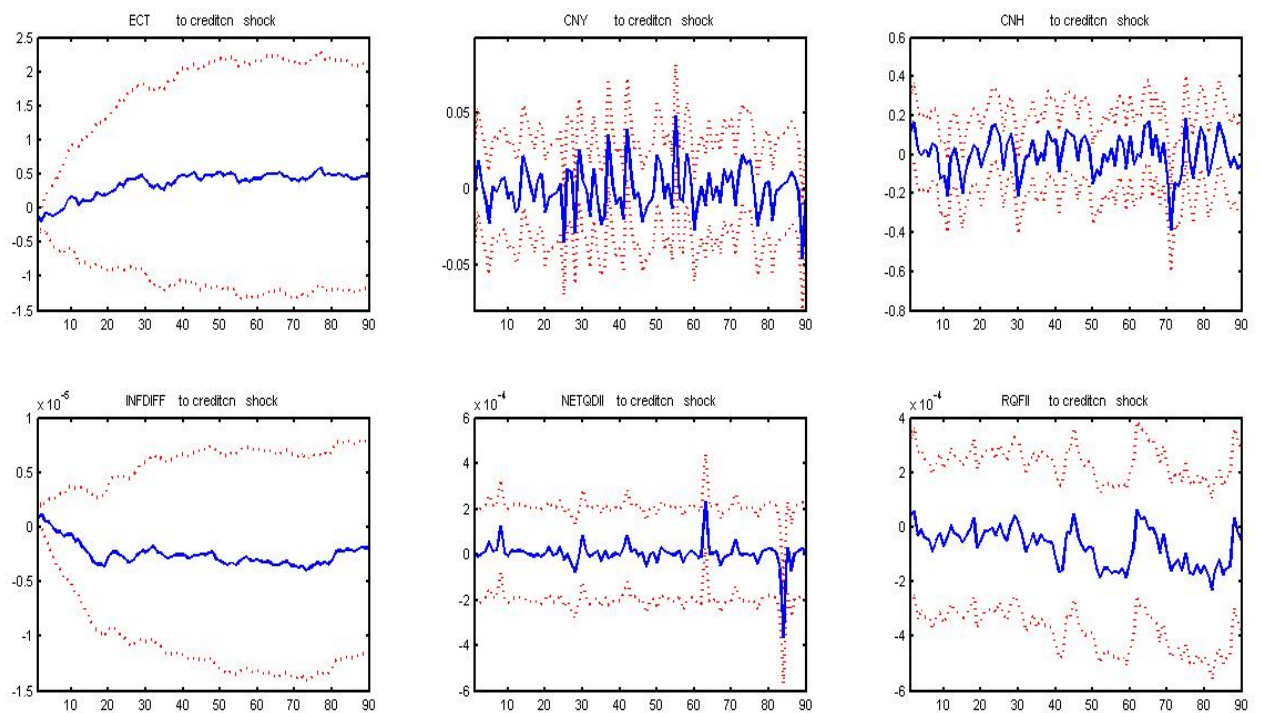 ECT to creditcn shock
2.5
2
1.5
1
0.5
0
-0.5
-1
-1.5
10 20 30 40 50 60 70 80 90
CNY to creditcn shock
0.05
0
-0.05
10 20 30 40 50 60 70 80 90
CNH to creditcn shock
0.6
0.4
0.2
0
-0.2
-0.4
-0.6
-0.8
10 20 30 40 50 60 70 80 90
x 10-5
INFDIFF to creditcn shock
1
0.5
0
-0.5
-1
-1.5
10 20 30 40 50 60 70 80 90
x 10-4
NETQDII to creditcn shock
6
4
2
0
-2
-4
-6
10 20 30 40 50 60 70 80 90
x 10-4
RQFII to creditcn shock
4
2
0
-2
-4
-6
10 20 30 40 50 60 70 80 90